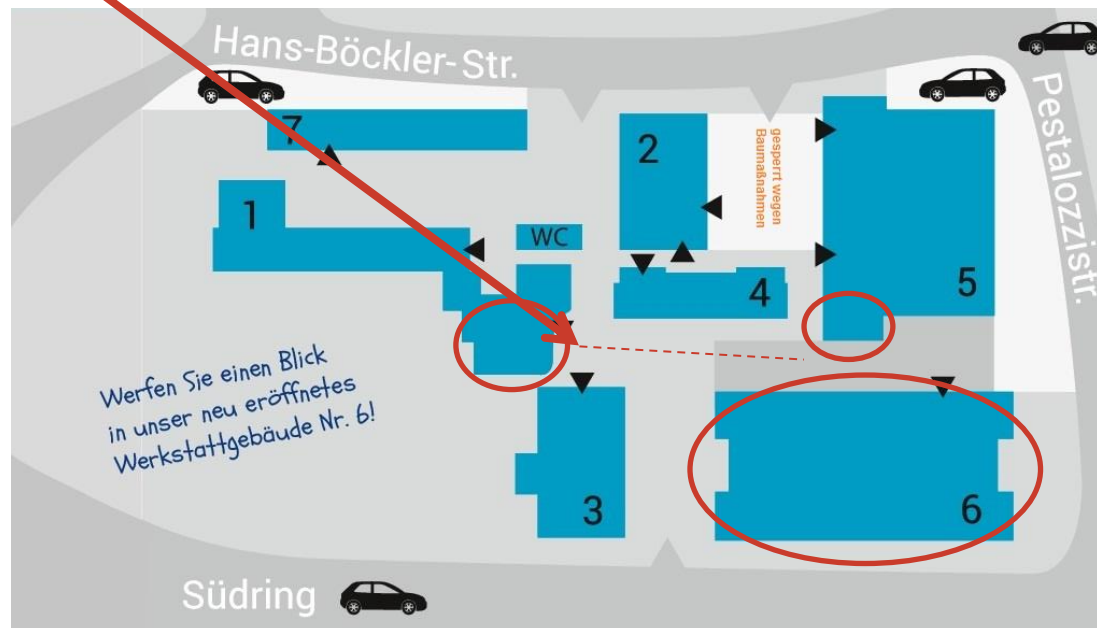 Hans-Böckler-Str.
Pestalozzistr.
7
2
gesperrt wegen
Baumaßnahmen
1
WC
5
4
Werfen Sie einen Blick
in unser neu eröffnetes
Werkstattgebäude Nr. 6!
3
6
Südring